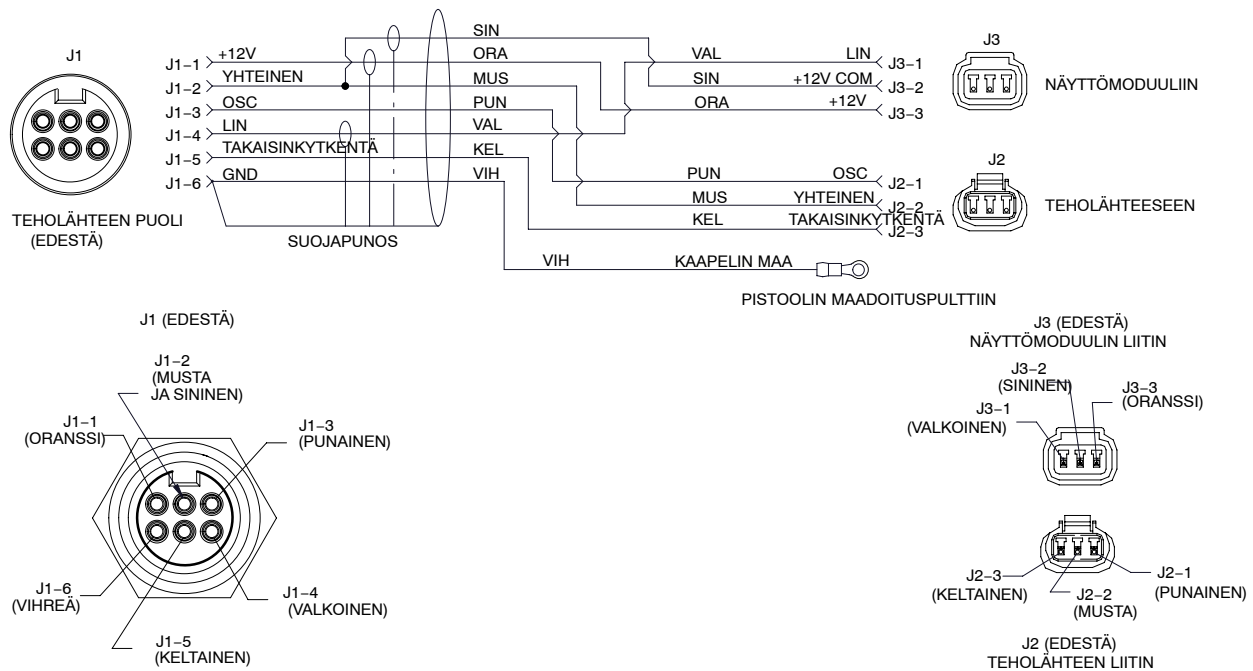 J1
TEHOLÄHTEEN PUOLI
(EDESTÄ)
J1–1 +12V
J1–2 YHTEINEN
J1–3 OSC
J1–4 LIN
J1–5 TAKAISINKYTKENTÄ
J1–6 GND
SUOJAPUNOS
SIN
ORA
MUS
PUN
VAL
KEL
VIH
VAL LIN J3–1
SIN +12V COM J3–2
ORA +12V J3–3
J3
NÄYTTÖMODUULIIN
PUN OSC J2–1
MUS YHTEINEN J2–2
KEL TAKAISINKYTKENTÄ J2–3
J2
TEHOLÄHTEESEEN
VIH KAAPELIN MAA
PISTOOLIN MAADOITUSPULTTIIN
J1 (EDESTÄ)
J1–2
(MUSTA
JA SININEN)
J1–1
(ORANSSI)
J1–3
(PUNAINEN)
J1–6
(VIHREÄ)
J1–4
(VALKOINEN)
J1–5
(KELTAINEN)
J3 (EDESTÄ)
NÄYTTÖMODUULIN LIITIN
J3–2
(SININEN)
J3–3
(ORANSSI)
J3–1
(VALKOINEN)
J2–3
(KELTAINEN)
J2–2
(MUSTA)
J2–1
(PUNAINEN)
J2 (EDESTÄ)
TEHOLÄHTEEN LIITIN